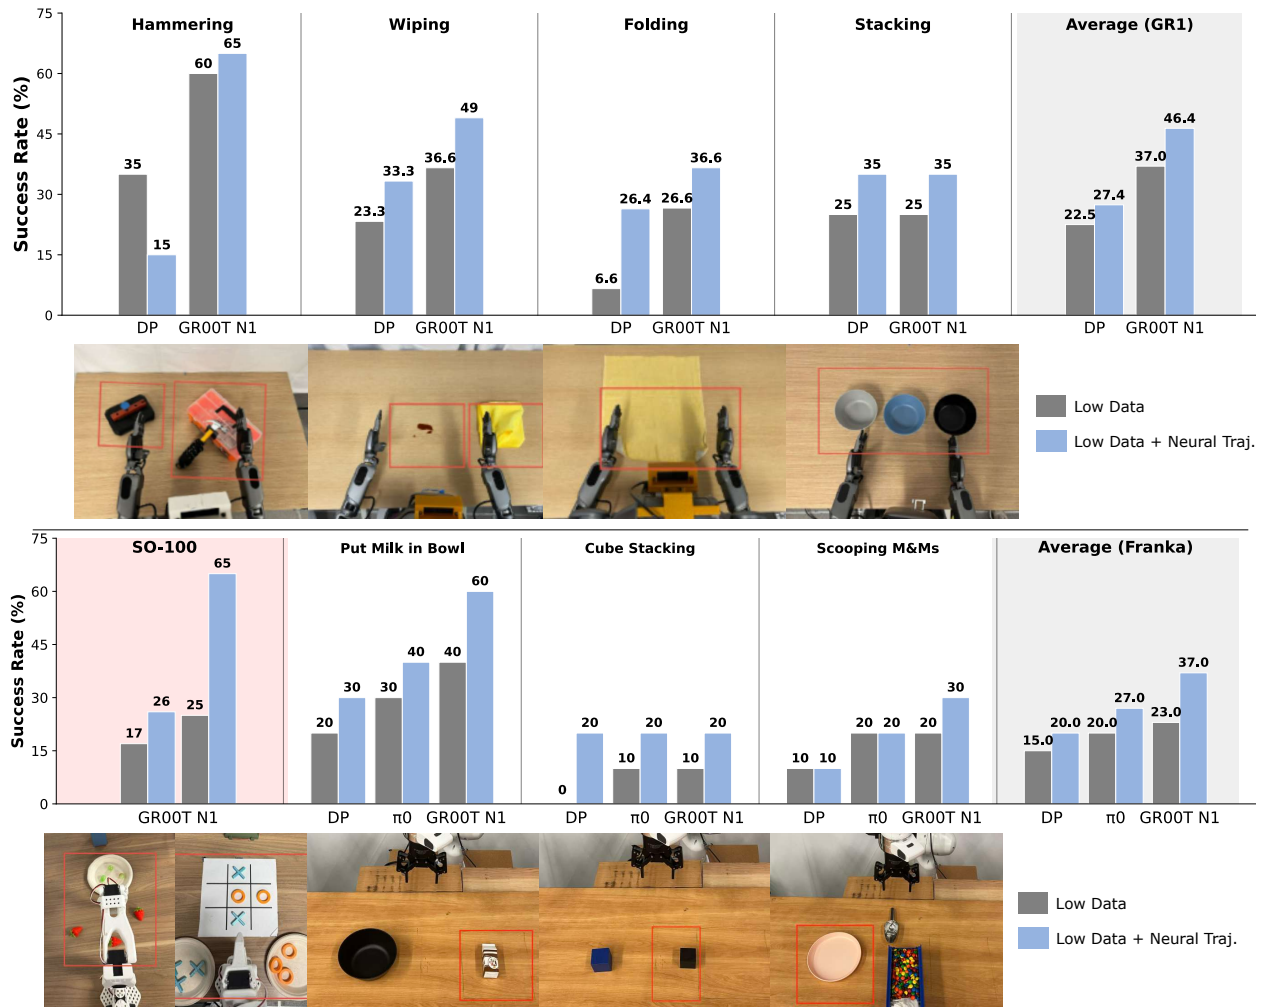 Hammering
Wiping
Folding
Stacking
Average (GR1)
Success Rate (%)
75
60
45
30
15
0
35
15
60
65
23.3
33.3
36.6
49
6.6
26.4
26.6
36.6
25
35
25
35
22.5
27.4
37.0
46.4
DP
GR00T N1
DP
GR00T N1
DP
GR00T N1
DP
GR00T N1
DP
GR00T N1
Low Data
Low Data + Neural Traj.
SO-100
Put Milk in Bowl
Cube Stacking
Scooping M&Ms
Average (Franka)
Success Rate (%)
75
60
45
30
15
0
17
26
25
65
20
30
30
40
40
60
0
20
10
20
10
20
10
10
20
20
20
30
15.0
20.0
20.0
27.0
23.0
37.0
GR00T N1
DP
π0
GR00T N1
DP
π0
GR00T N1
DP
π0
GR00T N1
DP
π0
GR00T N1
Low Data
Low Data + Neural Traj.